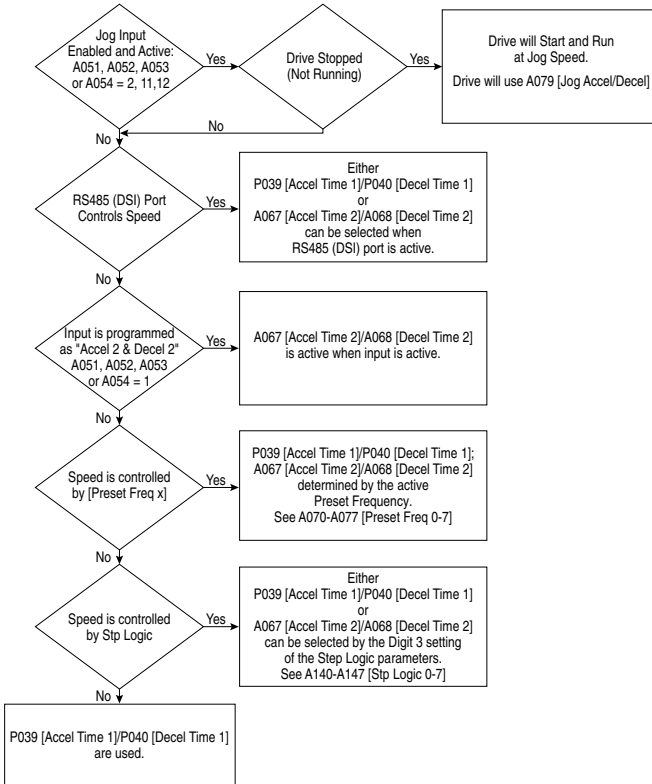 Jog Input
Enabled and Active:
A051, A052, A053
or A054 = 2, 11,12
Yes
Drive Stopped
(Not Running)
Yes
Drive will Start and Run
at Jog Speed.
Drive will use A079 [Jog Accel/Decel]
No
No
RS485 (DSI) Port
Controls Speed
Yes
Either
P039 [Accel Time 1]/P040 [Decel Time 1]
or
A067 [Accel Time 2]/A068 [Decel Time 2]
can be selected when
RS485 (DSI) port is active.
No
Input is programmed
as "Accel 2 & Decel 2"
A051, A052, A053
or A054 = 1
Yes
A067 [Accel Time 2]/A068 [Decel Time 2]
is active when input is active.
No
Speed is controlled
by [Preset Freq x]
Yes
P039 [Accel Time 1]/P040 [Decel Time 1];
A067 [Accel Time 2]/A068 [Decel Time 2]
determined by the active
Preset Frequency.
See A070-A077 [Preset Freq 0-7]
No
Speed is controlled
by Stp Logic
Yes
Either
P039 [Accel Time 1]/P040 [Decel Time 1]
or
A067 [Accel Time 2]/A068 [Decel Time 2]
can be selected by the Digit 3 setting
of the Step Logic parameters.
See A140-A147 [Stp Logic 0-7]
No
P039 [Accel Time 1]/P040 [Decel Time 1]
are used.